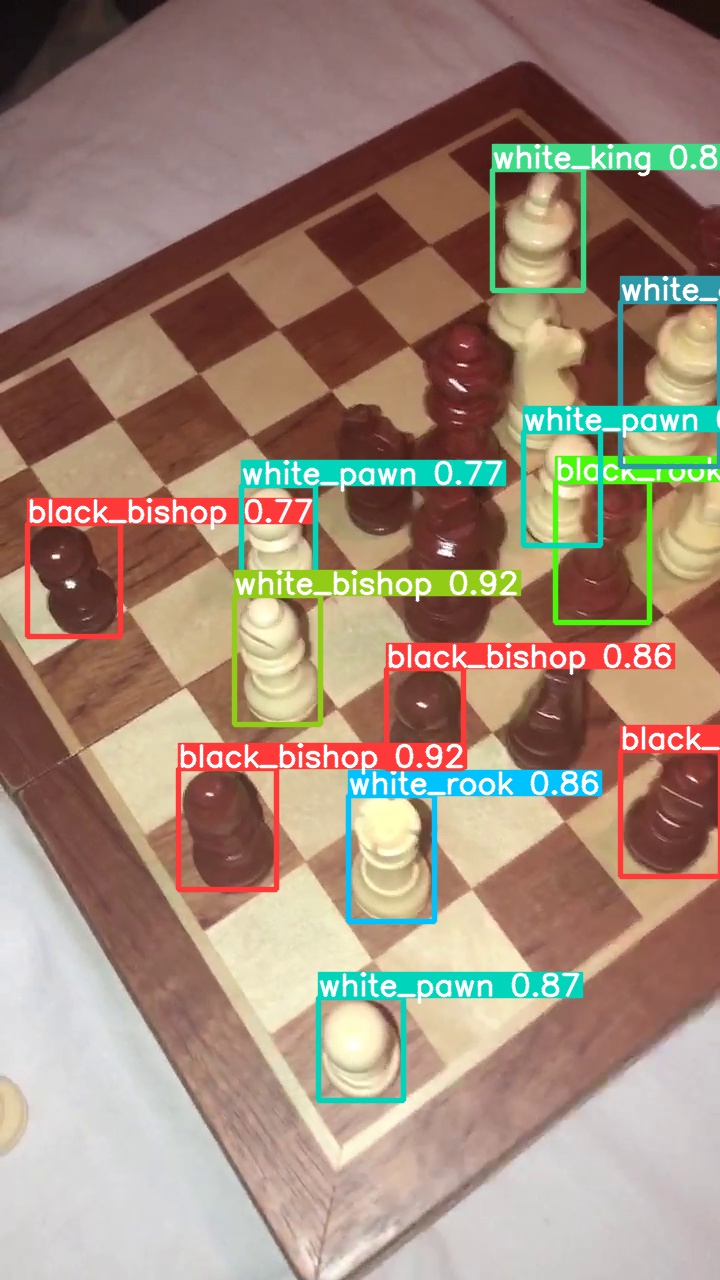 white_king 0.8
white_
white_pawn 0
black_rook
white_pawn 0.77
black_bishop 0.77
white_bishop 0.92
black_bishop 0.86
black_
black_bishop 0.92
white_rook 0.86
white_pawn 0.87